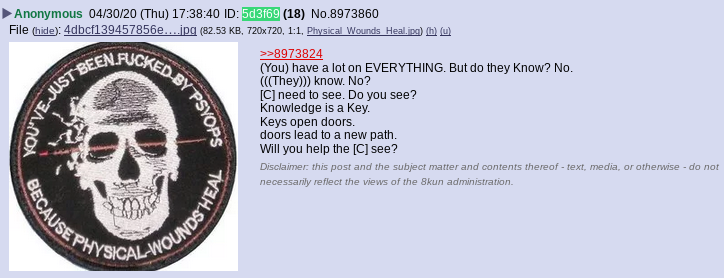 Anonymous 04/30/20 (Thu) 17:38:40 ID: 5d3f69 (18) No.8973860
File (hide): 4dbcf139457856e….jpg (82.53 KB, 720x720, 1:1, Physical_Wounds_Heal.jpg) (h) (u)
YOU'VE JUST BEEN FUCKED BY PSYOPS
BECAUSE PHYSICAL WOUNDS HEAL
>>8973824
(You) have a lot on EVERYTHING. But do they Know? No.
(((They))) know. No?
[C] need to see. Do you see?
Knowledge is a Key.
Keys open doors.
doors lead to a new path.
Will you help the [C] see?
Disclaimer: this post and the subject matter and contents thereof - text, media, or otherwise - do not
necessarily reflect the views of the 8kun administration.